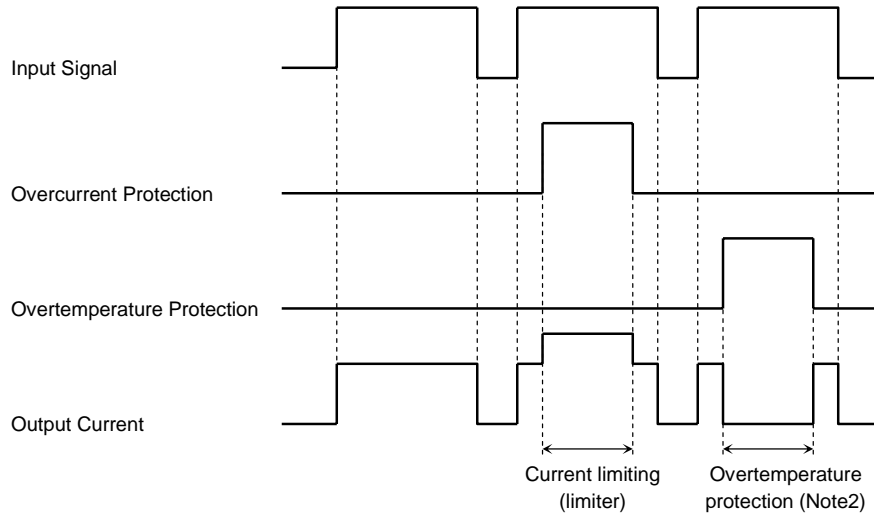 Input Signal
Overcurrent Protection
Overtemperature Protection
Output Current
Current limiting
(limiter)
Overtemperature
protection (Note2)